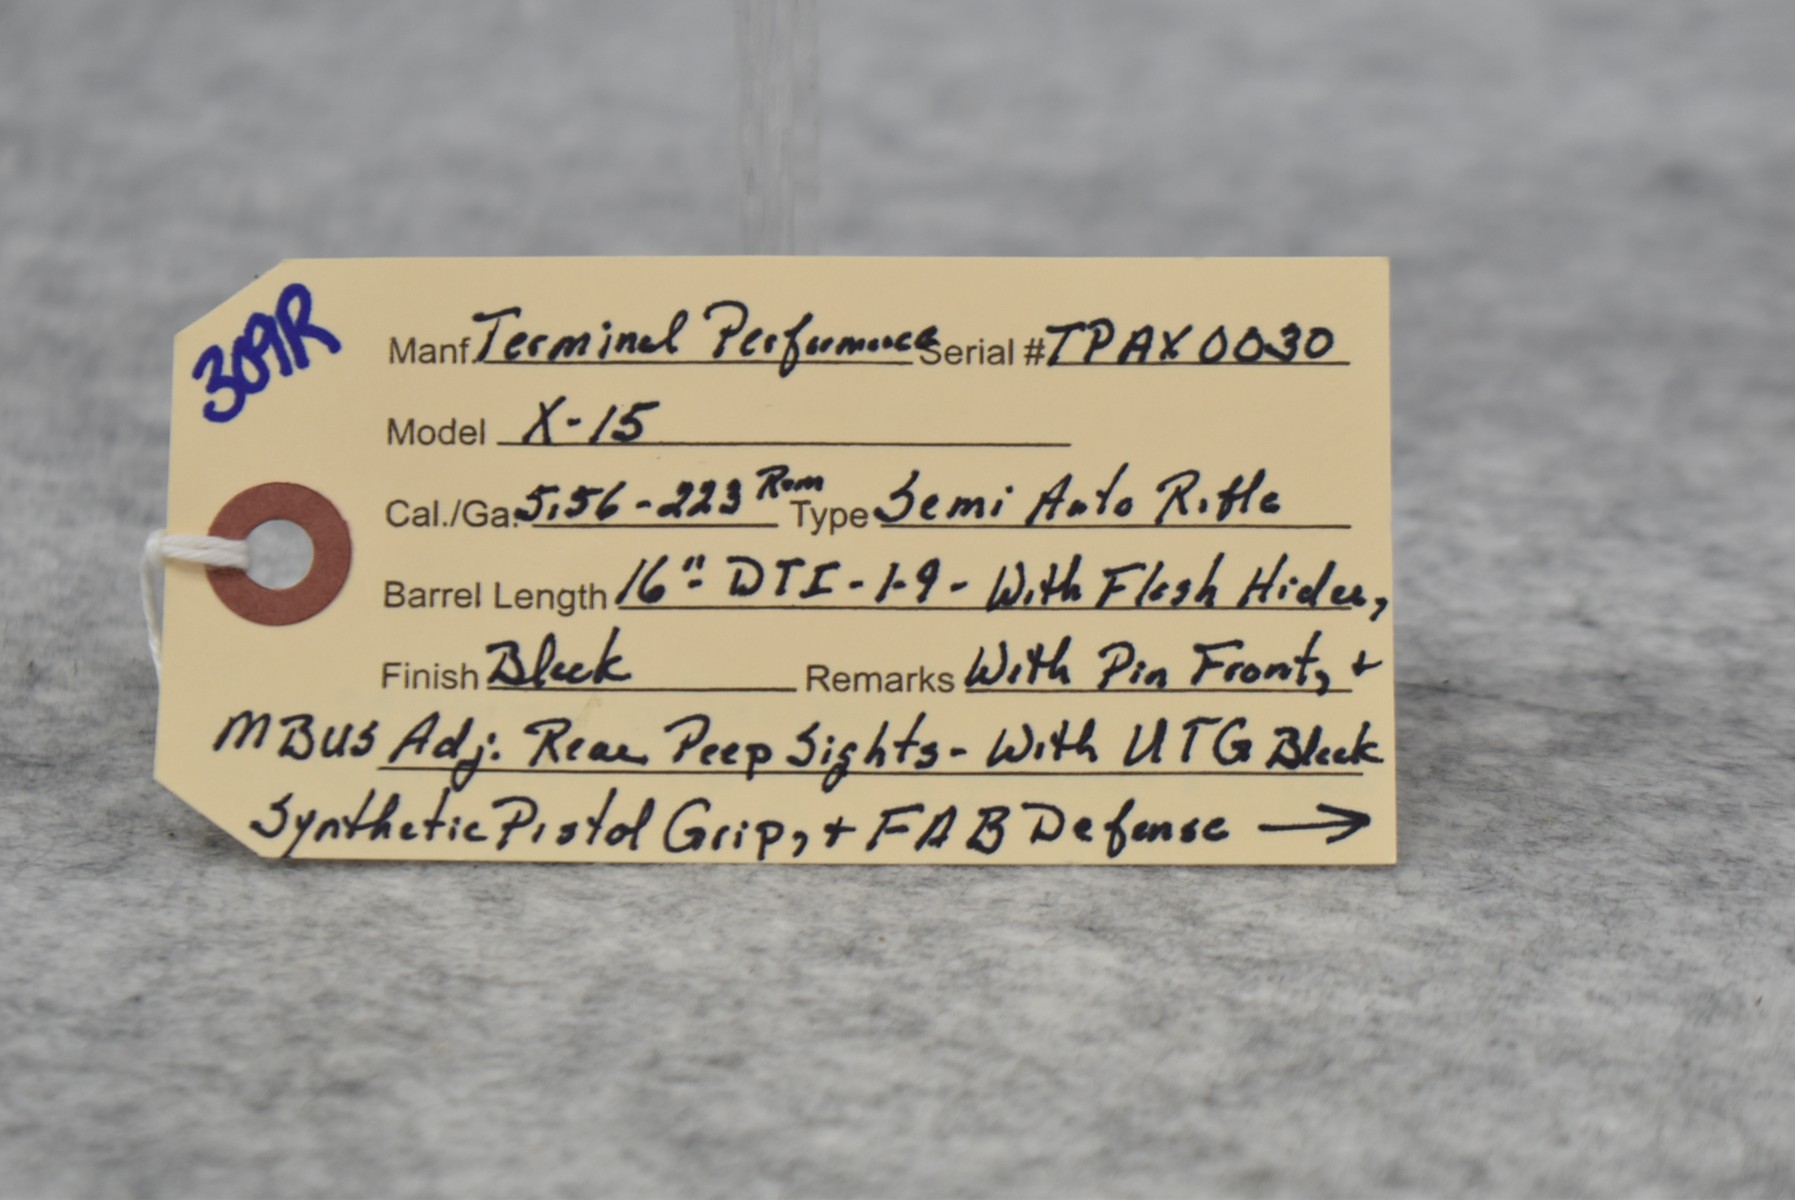 309R
Manf. Terminal Performance Serial # TPAX0030
Model X-15
Cal./Ga. 5.56-223 Rem Type Semi Auto Rifle
Barrel Length 16" DTI-1-9- With Flash Hider,
Finish Black Remarks With Pin Front, +
MBUS Adj. Rear Peep Sights- With UTG Black
Synthetic Pistol Grip, + FAB Defense →